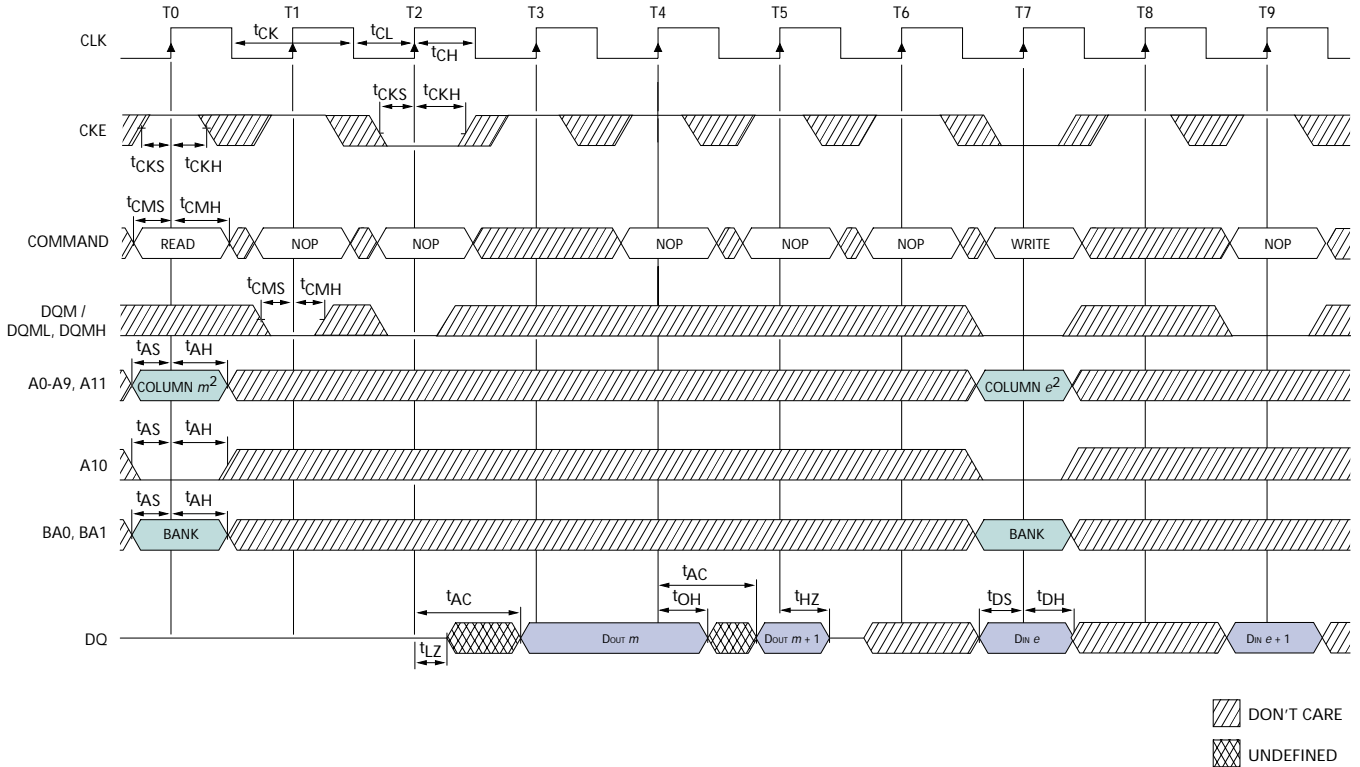 T0 T1 T2 T3 T4 T5 T6 T7 T8 T9
CLK
tCK tCL
tCH
tCKS tCKH
CKE
tCKS tCKH
tCMS tCMH
COMMAND READ NOP NOP NOP NOP NOP WRITE NOP
tCMS tCMH
DQM /
DQML, DQMH
tAS tAH
A0-A9, A11 COLUMN m2 COLUMN e2
tAS tAH
A10
tAS tAH
BA0, BA1 BANK BANK
tAC
tAC tOH tHZ tDS tDH
DQ DOUT m DOUT m + 1 DIN e DIN e + 1
tLZ
DON'T CARE
UNDEFINED